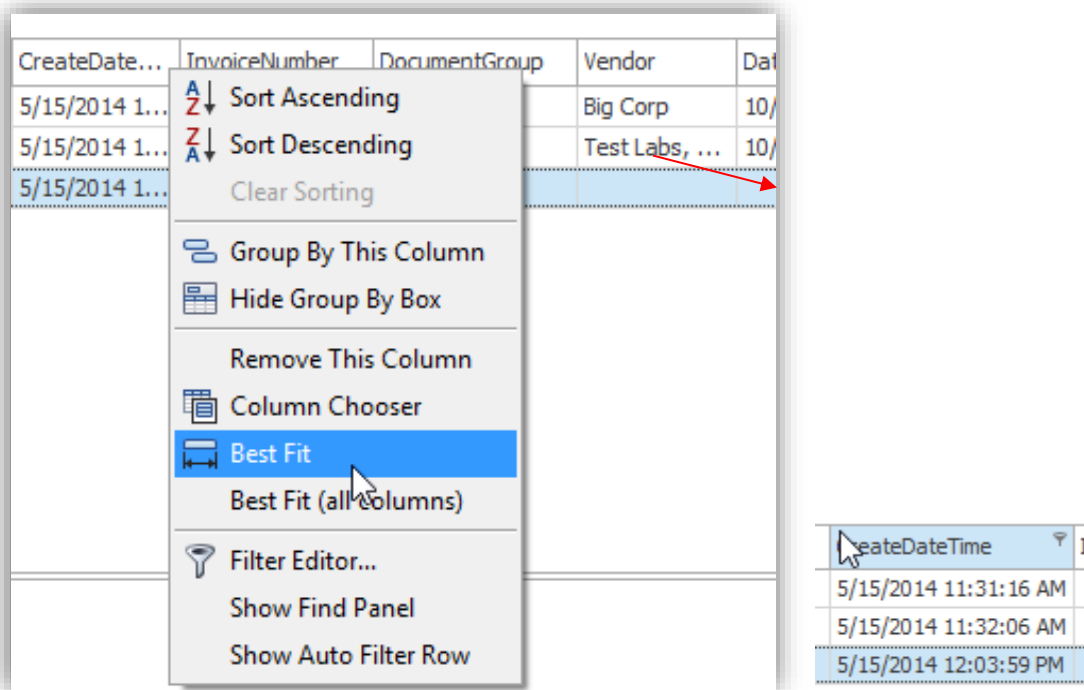 CreateDate... InvoiceNumber DocumentGroup Vendor Dat
5/15/2014 1... Big Corp 10/
5/15/2014 1... Test Labs, ... 10/
5/15/2014 1...
Sort Ascending
Sort Descending
Clear Sorting
Group By This Column
Hide Group By Box
Remove This Column
Column Chooser
Best Fit
Best Fit (all columns)
Filter Editor...
Show Find Panel
Show Auto Filter Row
CreateDateTime
5/15/2014 11:31:16 AM
5/15/2014 11:32:06 AM
5/15/2014 12:03:59 PM